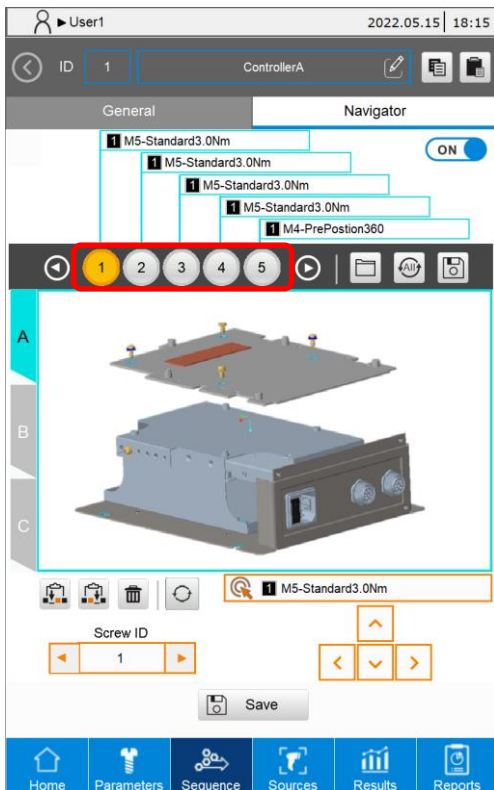 User1 2022.05.15 18:15
ID 1 ControllerA
General Navigator
1 M5-Standard3.0Nm
ON
1 M5-Standard3.0Nm
1 M5-Standard3.0Nm
1 M5-Standard3.0Nm
1 M4-PrePostion360
1 2 3 4 5 All
A
B
C
1 M5-Standard3.0Nm
Screw ID
1
Save
Home Parameters Sequence Sources Results Reports